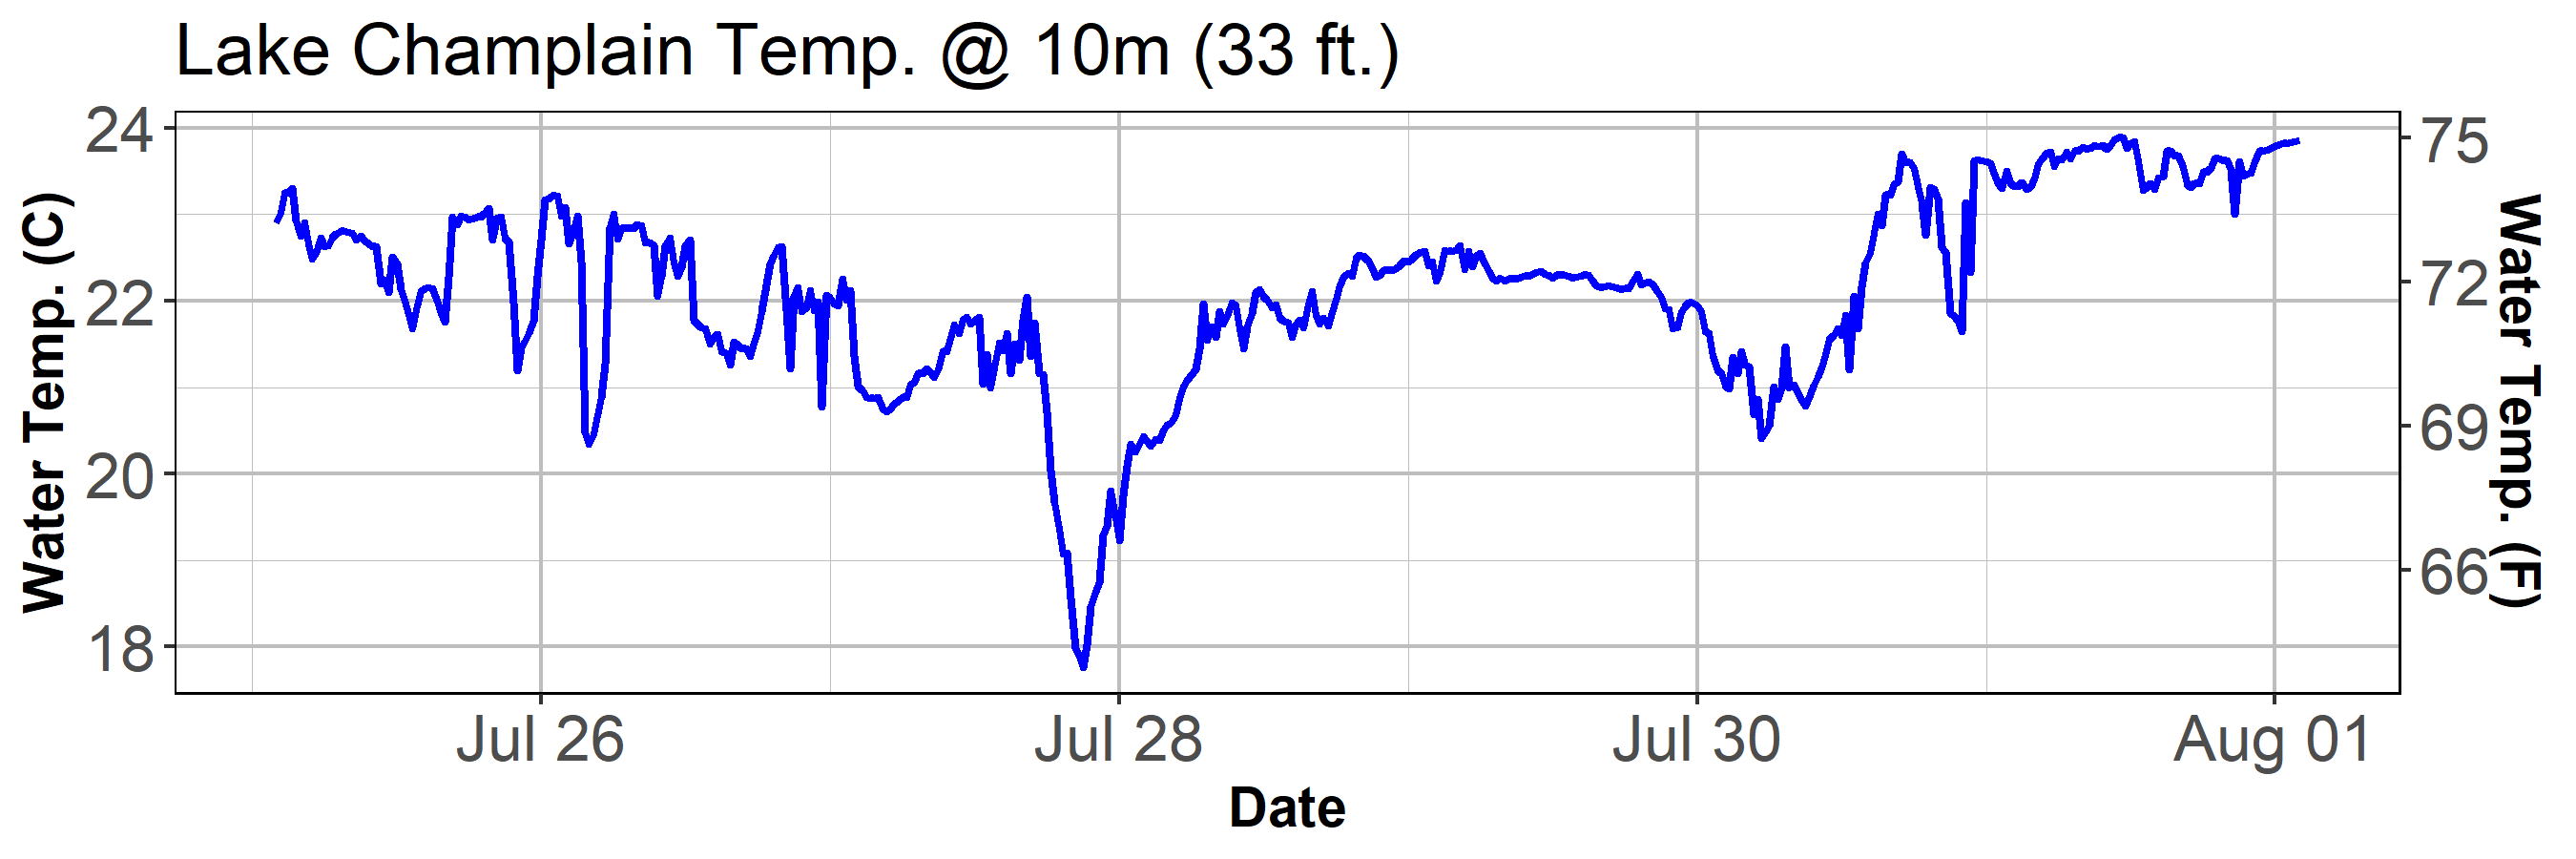 Lake Champlain Temp. @ 10m (33 ft.)
Water Temp. (C)
24
22
20
18
75
72
69
66
Water Temp. (F)
Jul 26
Jul 28
Jul 30
Aug 01
Date